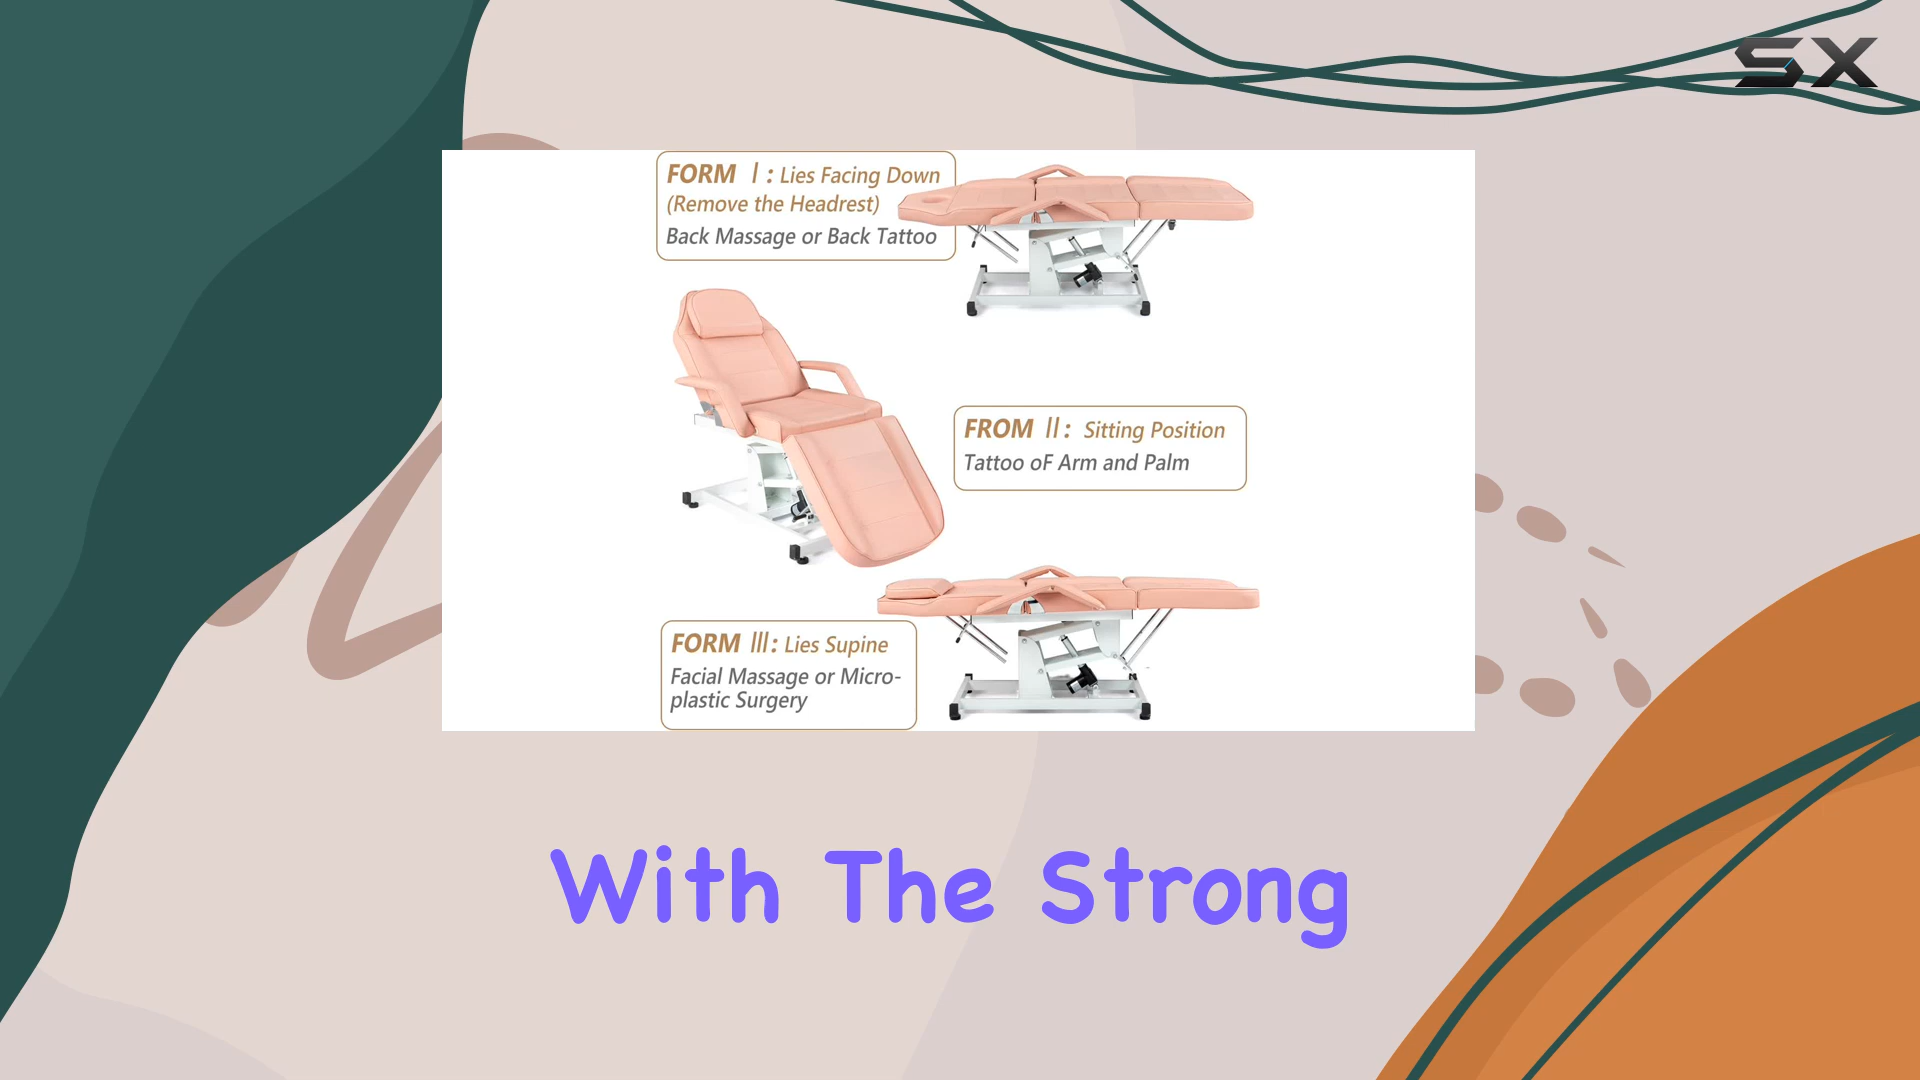 SX
FORM I : Lies Facing Down
(Remove the Headrest)
Back Massage or Back Tattoo
FROM II : Sitting Position
Tattoo oF Arm and Palm
FORM III : Lies Supine
Facial Massage or Micro-
plastic Surgery
With The Strong